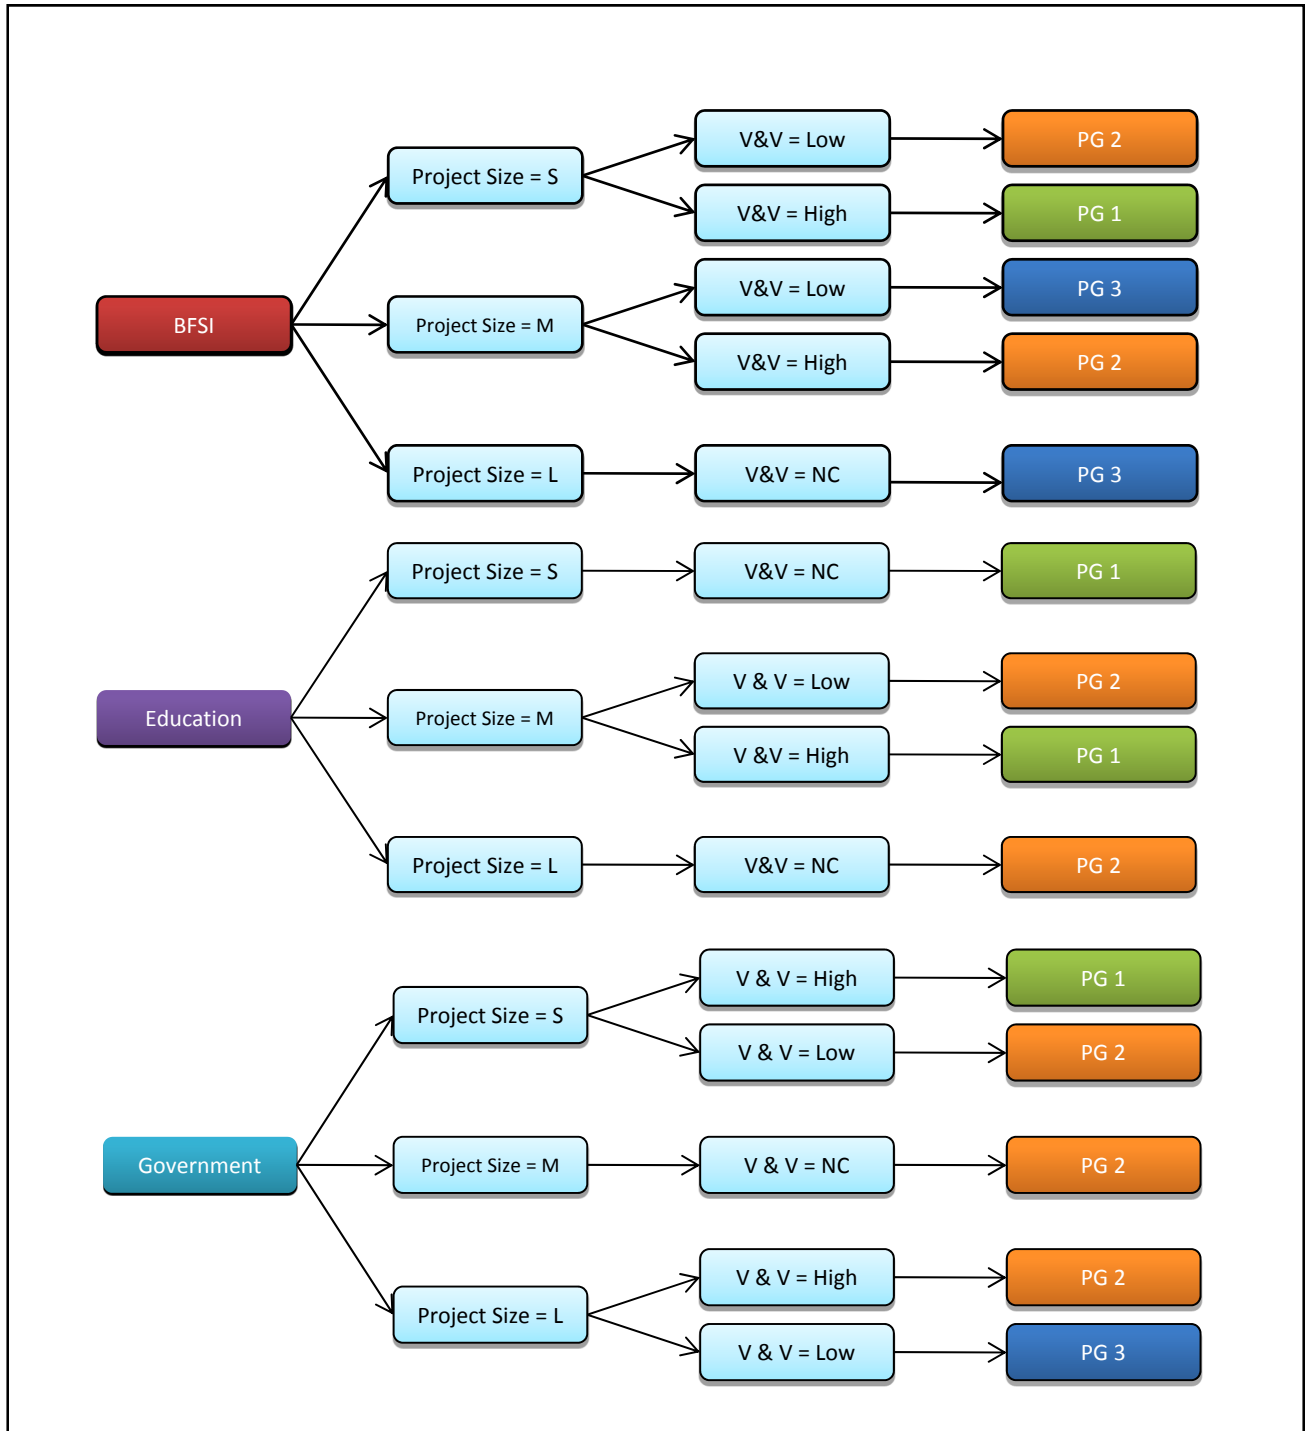 V&V = Low
PG 2
Project Size = S
V&V = High
PG 1
V&V = Low
PG 3
BFSI
Project Size = M
V&V = High
PG 2
Project Size = L
V&V = NC
PG 3
Project Size = S
V&V = NC
PG 1
V & V = Low
PG 2
Education
Project Size = M
V &V = High
PG 1
Project Size = L
V&V = NC
PG 2
V & V = High
PG 1
Project Size = S
V & V = Low
PG 2
Government
Project Size = M
V & V = NC
PG 2
V & V = High
PG 2
Project Size = L
V & V = Low
PG 3